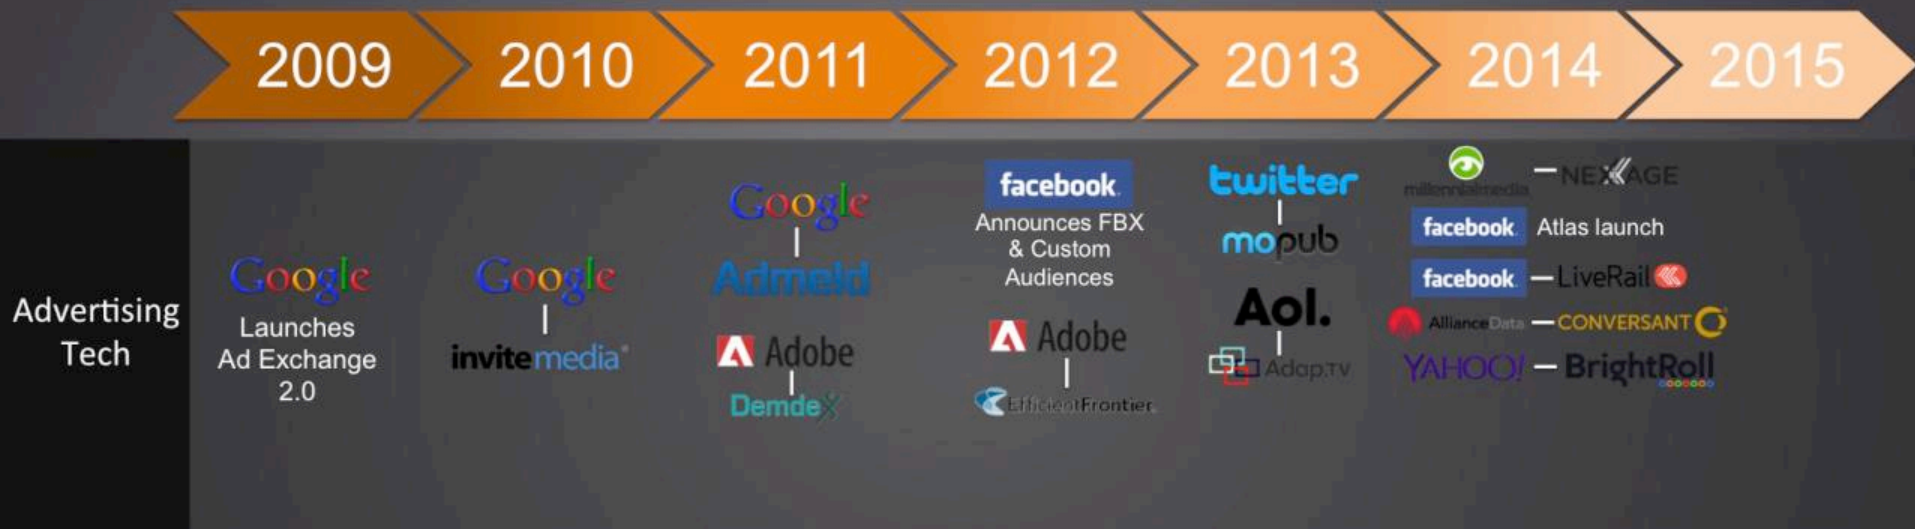 2009 2010 2011 2012 2013 2014 2015
Advertising
Tech
Google
Launches
Ad Exchange
2.0
Google
invitemedia
Google
Admeld
Adobe
Demdex
facebook
Announces FBX
& Custom
Audiences
Adobe
EfficientFrontier
twitter
mopub
Aol.
Adap.TV
millennialmedia – NEXAGE
facebook Atlas launch
facebook – LiveRail
AllianceData – CONVERSANT
YAHOO! – BrightRoll